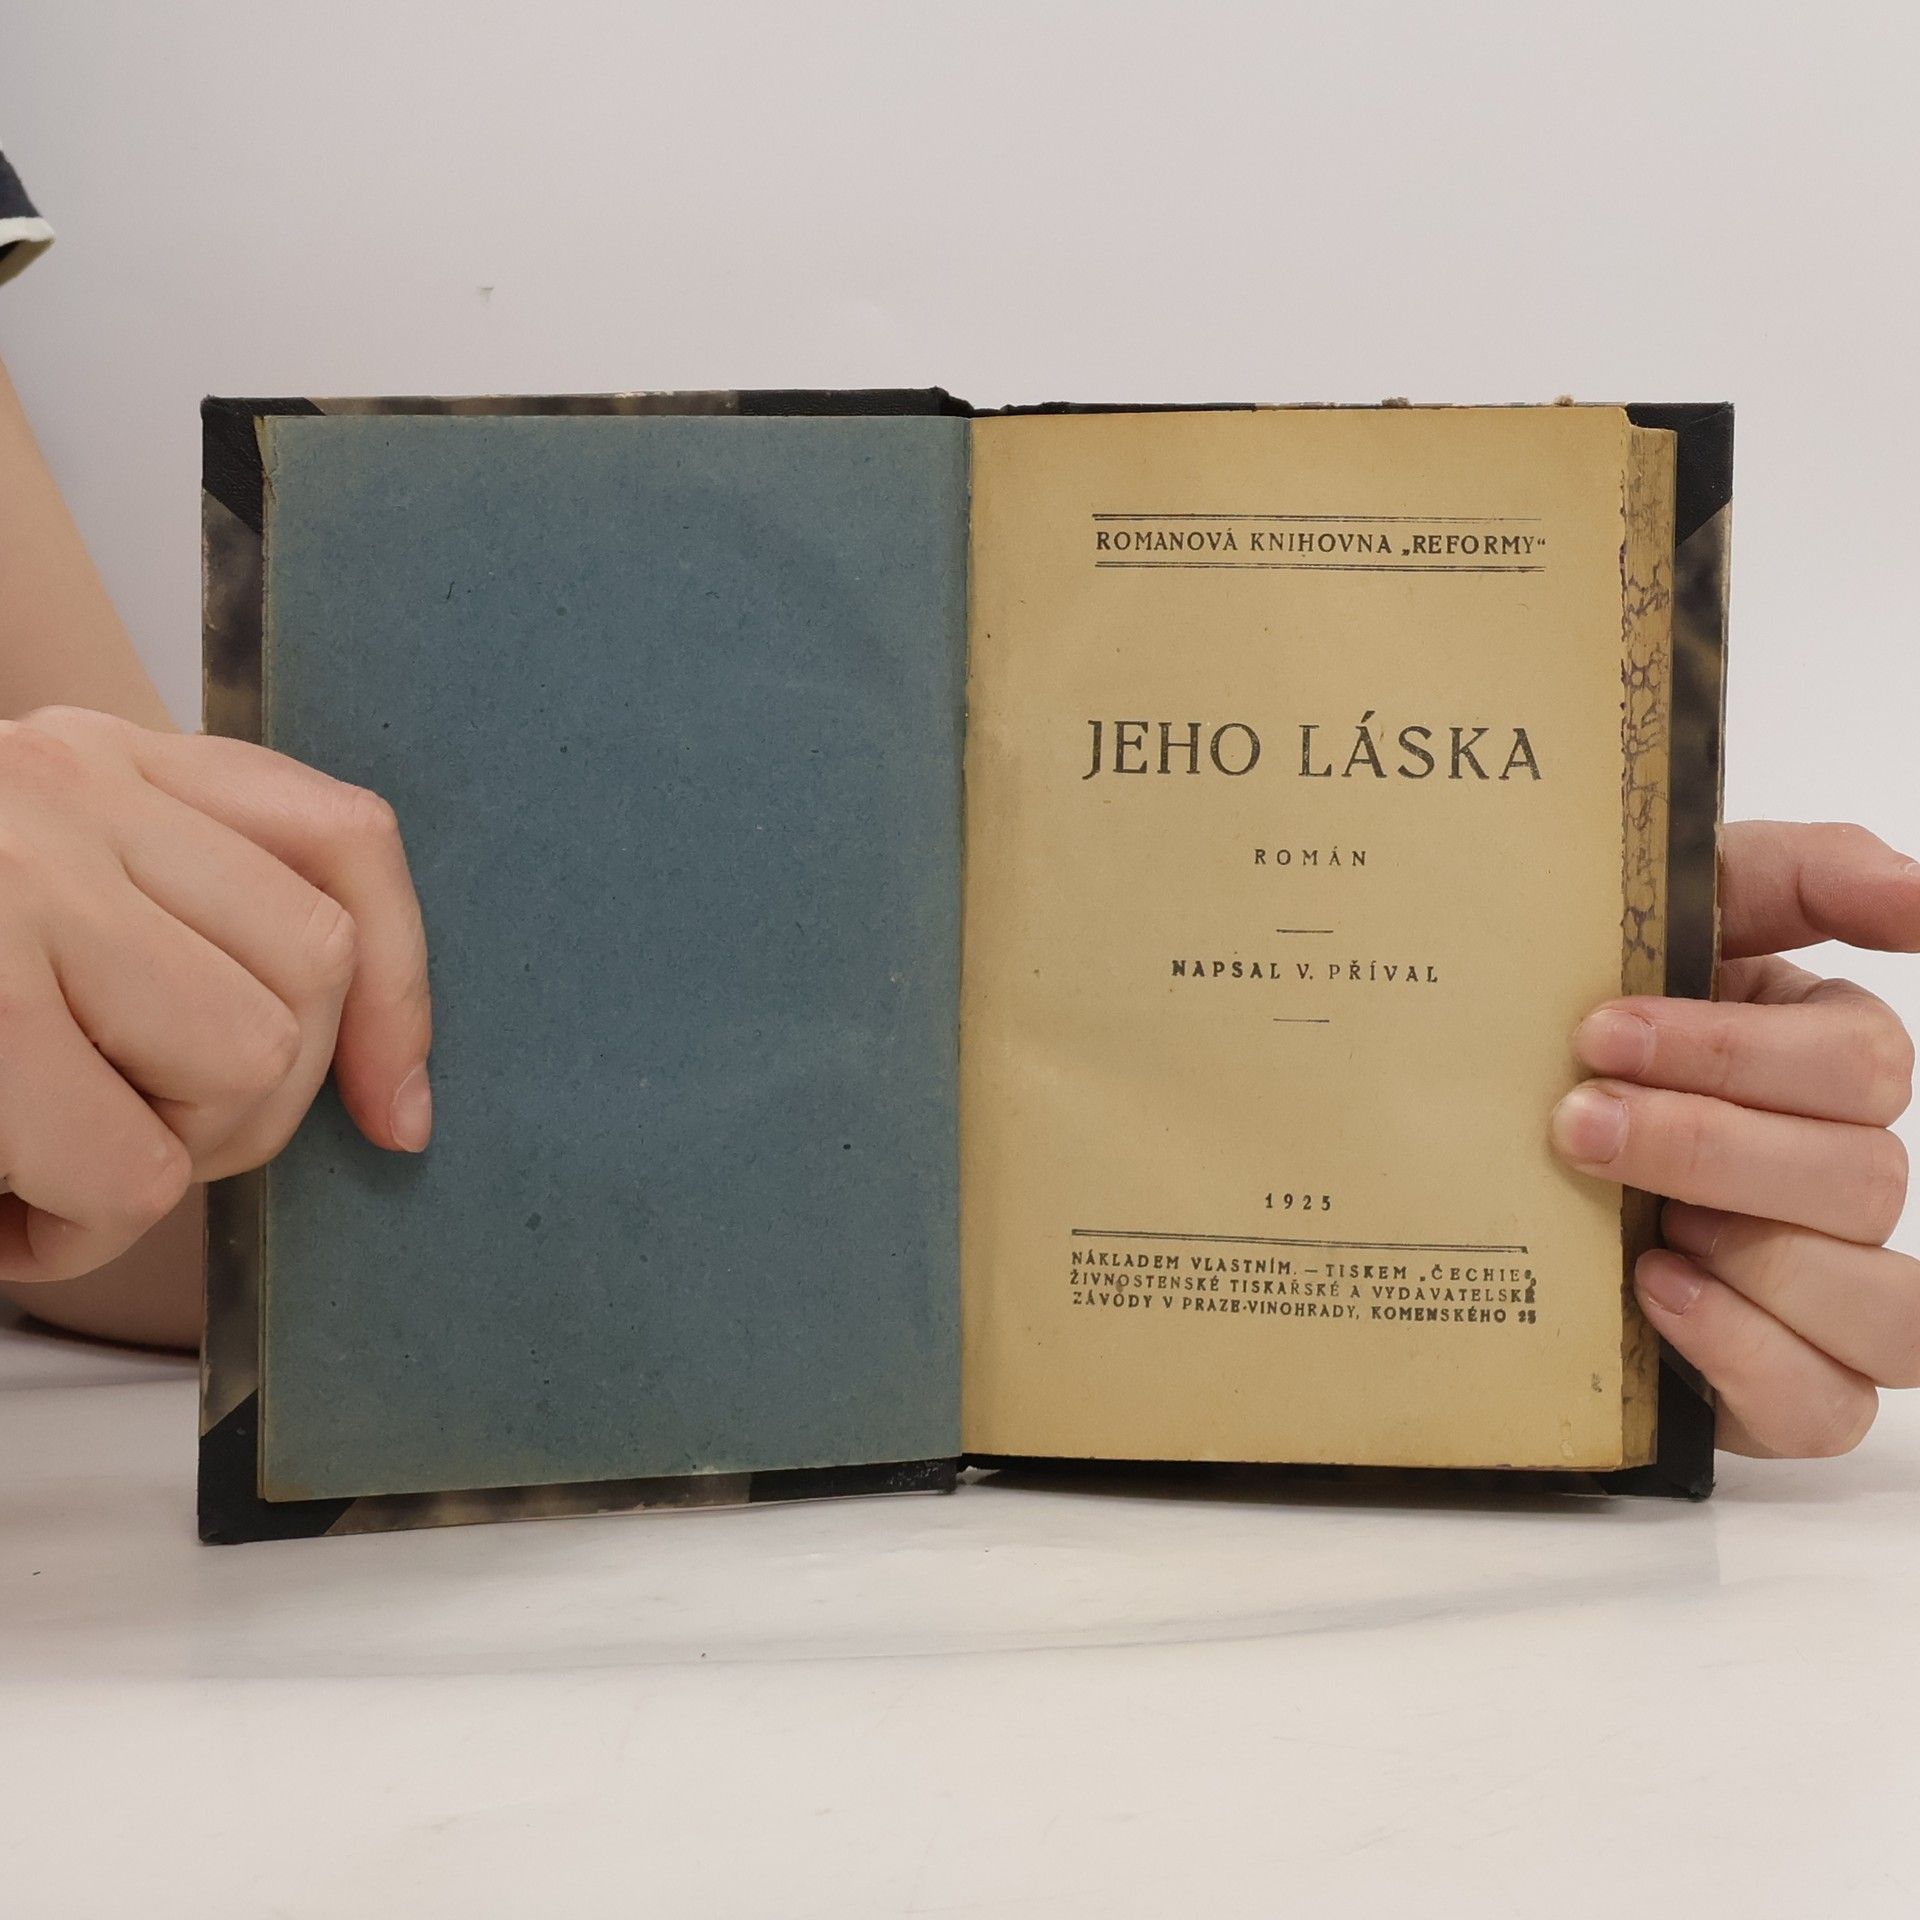 ROMANOVÁ KNIHOVNA „REFORMY“
JEHO LÁSKA
ROMÁN
NAPSAL V. PŘÍVAL
1925
NÁKLADEM VLASTNÍM. — TISKEM „ČECHIE“,
ŽIVNOSTENSKÉ TISKAŘSKÉ A VYDAVATELSKÉ
ZÁVODY V PRAZE-VINOHRADY, KOMENSKÉHO